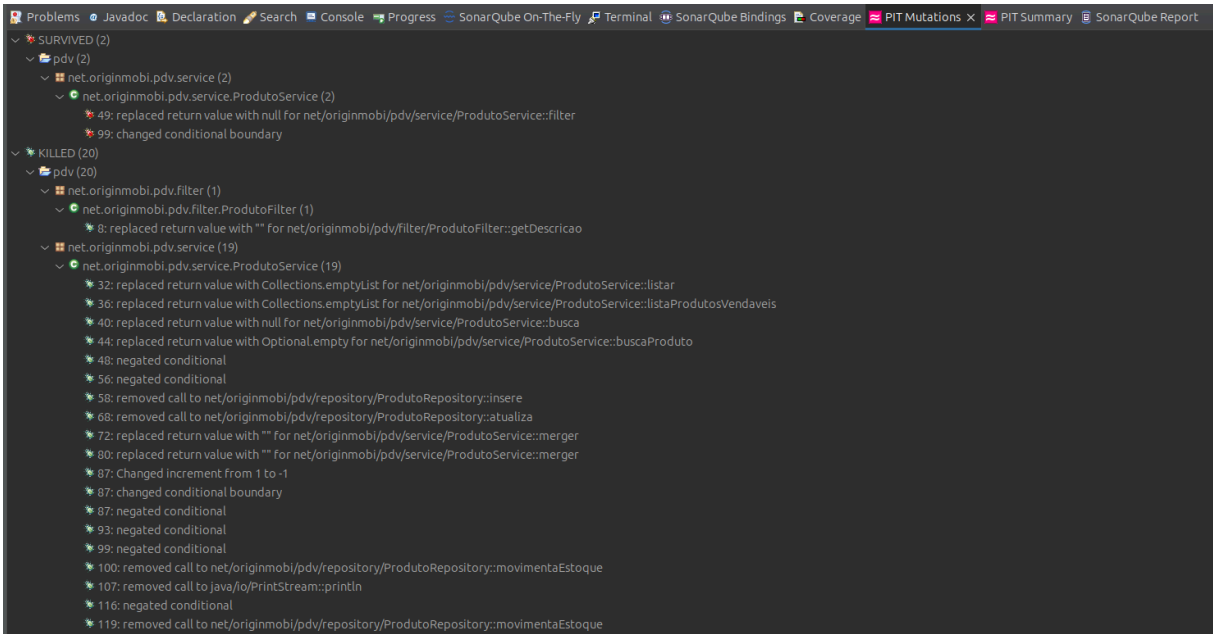 Problems Javadoc Declaration Search Console Progress SonarQube On-The-Fly Terminal SonarQube Bindings Coverage PIT Mutations PIT Summary SonarQube Report
SURVIVED (2)
pdv (2)
net.originmobi.pdv.service (2)
net.originmobi.pdv.service.ProdutoService (2)
49: replaced return value with null for net/originmobi/pdv/service/ProdutoService::filter
99: changed conditional boundary
KILLED (20)
pdv (20)
net.originmobi.pdv.filter (1)
net.originmobi.pdv.filter.ProdutoFilter (1)
8: replaced return value with "" for net/originmobi/pdv/filter/ProdutoFilter::getDescricao
net.originmobi.pdv.service (19)
net.originmobi.pdv.service.ProdutoService (19)
32: replaced return value with Collections.emptyList for net/originmobi/pdv/service/ProdutoService::listar
36: replaced return value with Collections.emptyList for net/originmobi/pdv/service/ProdutoService::listaProdutosVendaveis
40: replaced return value with null for net/originmobi/pdv/service/ProdutoService::busca
44: replaced return value with Optional.empty for net/originmobi/pdv/service/ProdutoService::buscaProduto
48: negated conditional
56: negated conditional
58: removed call to net/originmobi/pdv/repository/ProdutoRepository::insere
68: removed call to net/originmobi/pdv/repository/ProdutoRepository::atualiza
72: replaced return value with "" for net/originmobi/pdv/service/ProdutoService::merger
80: replaced return value with "" for net/originmobi/pdv/service/ProdutoService::merger
87: Changed increment from 1 to -1
87: changed conditional boundary
87: negated conditional
93: negated conditional
99: negated conditional
100: removed call to net/originmobi/pdv/repository/ProdutoRepository::movimentaEstoque
107: removed call to java/io/PrintStream::println
116: negated conditional
119: removed call to net/originmobi/pdv/repository/ProdutoRepository::movimentaEstoque